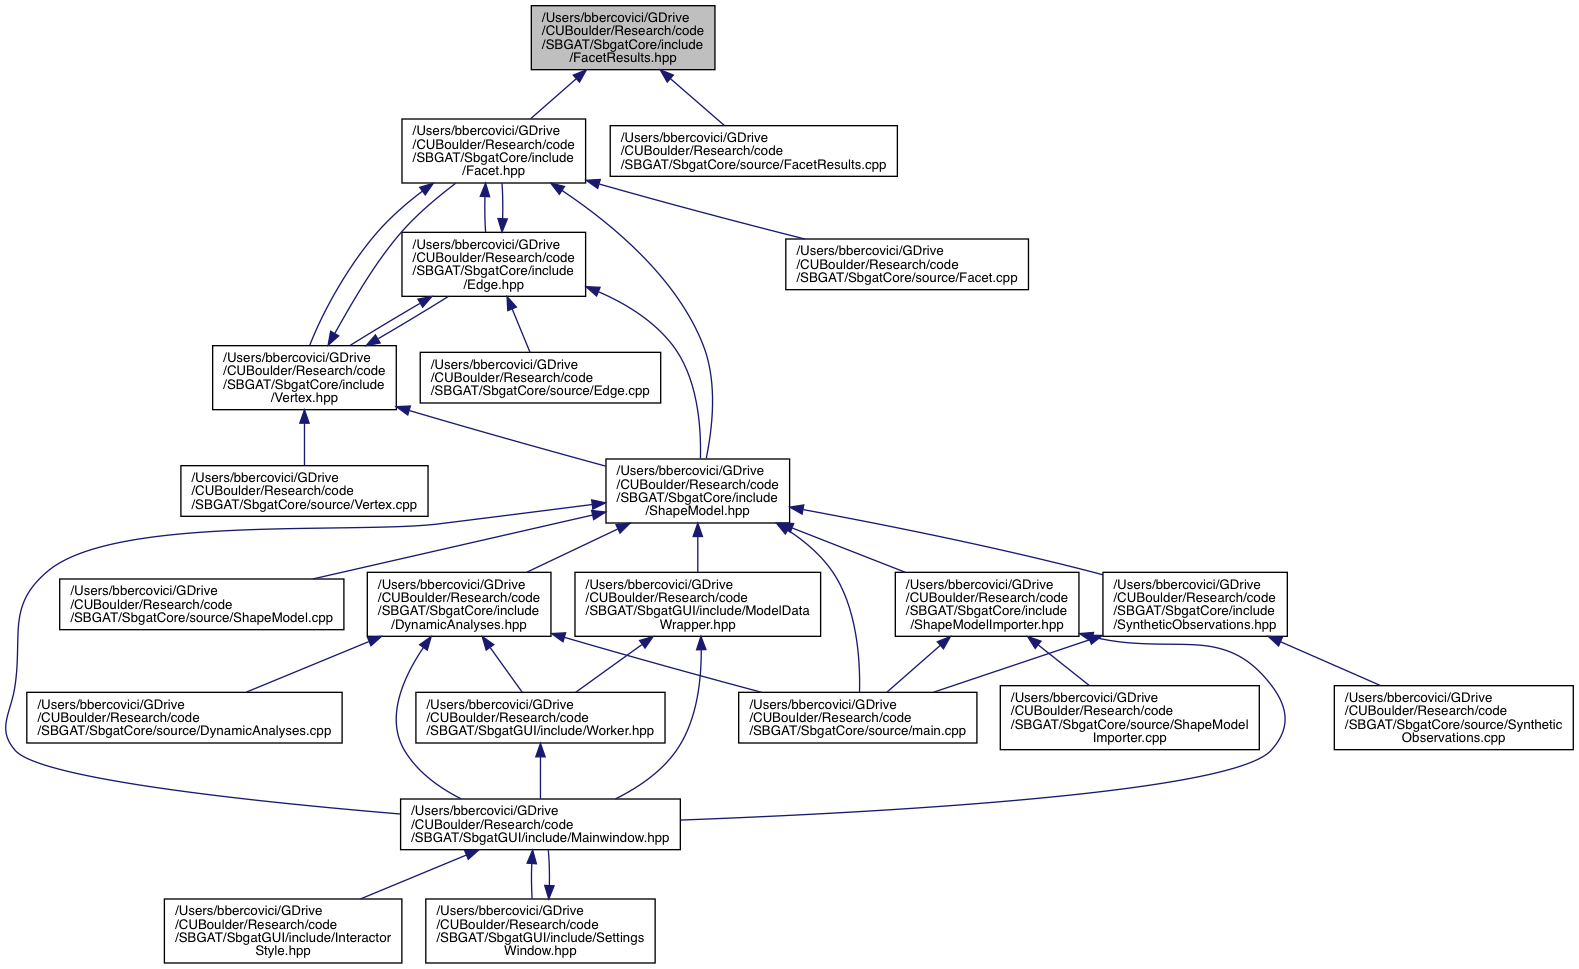 /Users/bbercovici/GDrive
/CUBoulder/Research/code
/SBGAT/SbgatCore/include
/FacetResults.hpp
/Users/bbercovici/GDrive
/CUBoulder/Research/code
/SBGAT/SbgatCore/include
/Facet.hpp
/Users/bbercovici/GDrive
/CUBoulder/Research/code
/SBGAT/SbgatCore/source/FacetResults.cpp
/Users/bbercovici/GDrive
/CUBoulder/Research/code
/SBGAT/SbgatCore/include
/Edge.hpp
/Users/bbercovici/GDrive
/CUBoulder/Research/code
/SBGAT/SbgatCore/source/Facet.cpp
/Users/bbercovici/GDrive
/CUBoulder/Research/code
/SBGAT/SbgatCore/include
/Vertex.hpp
/Users/bbercovici/GDrive
/CUBoulder/Research/code
/SBGAT/SbgatCore/source/Edge.cpp
/Users/bbercovici/GDrive
/CUBoulder/Research/code
/SBGAT/SbgatCore/source/Vertex.cpp
/Users/bbercovici/GDrive
/CUBoulder/Research/code
/SBGAT/SbgatCore/include
/ShapeModel.hpp
/Users/bbercovici/GDrive
/CUBoulder/Research/code
/SBGAT/SbgatCore/source/ShapeModel.cpp
/Users/bbercovici/GDrive
/CUBoulder/Research/code
/SBGAT/SbgatCore/include
/DynamicAnalyses.hpp
/Users/bbercovici/GDrive
/CUBoulder/Research/code
/SBGAT/SbgatGUI/include/ModelData
Wrapper.hpp
/Users/bbercovici/GDrive
/CUBoulder/Research/code
/SBGAT/SbgatCore/include
/ShapeModelImporter.hpp
/Users/bbercovici/GDrive
/CUBoulder/Research/code
/SBGAT/SbgatCore/include
/SyntheticObservations.hpp
/Users/bbercovici/GDrive
/CUBoulder/Research/code
/SBGAT/SbgatCore/source/DynamicAnalyses.cpp
/Users/bbercovici/GDrive
/CUBoulder/Research/code
/SBGAT/SbgatGUI/include/Worker.hpp
/Users/bbercovici/GDrive
/CUBoulder/Research/code
/SBGAT/SbgatCore/source/main.cpp
/Users/bbercovici/GDrive
/CUBoulder/Research/code
/SBGAT/SbgatCore/source/ShapeModel
Importer.cpp
/Users/bbercovici/GDrive
/CUBoulder/Research/code
/SBGAT/SbgatCore/source/Synthetic
Observations.cpp
/Users/bbercovici/GDrive
/CUBoulder/Research/code
/SBGAT/SbgatGUI/include/Mainwindow.hpp
/Users/bbercovici/GDrive
/CUBoulder/Research/code
/SBGAT/SbgatGUI/include/Interactor
Style.hpp
/Users/bbercovici/GDrive
/CUBoulder/Research/code
/SBGAT/SbgatGUI/include/Settings
Window.hpp